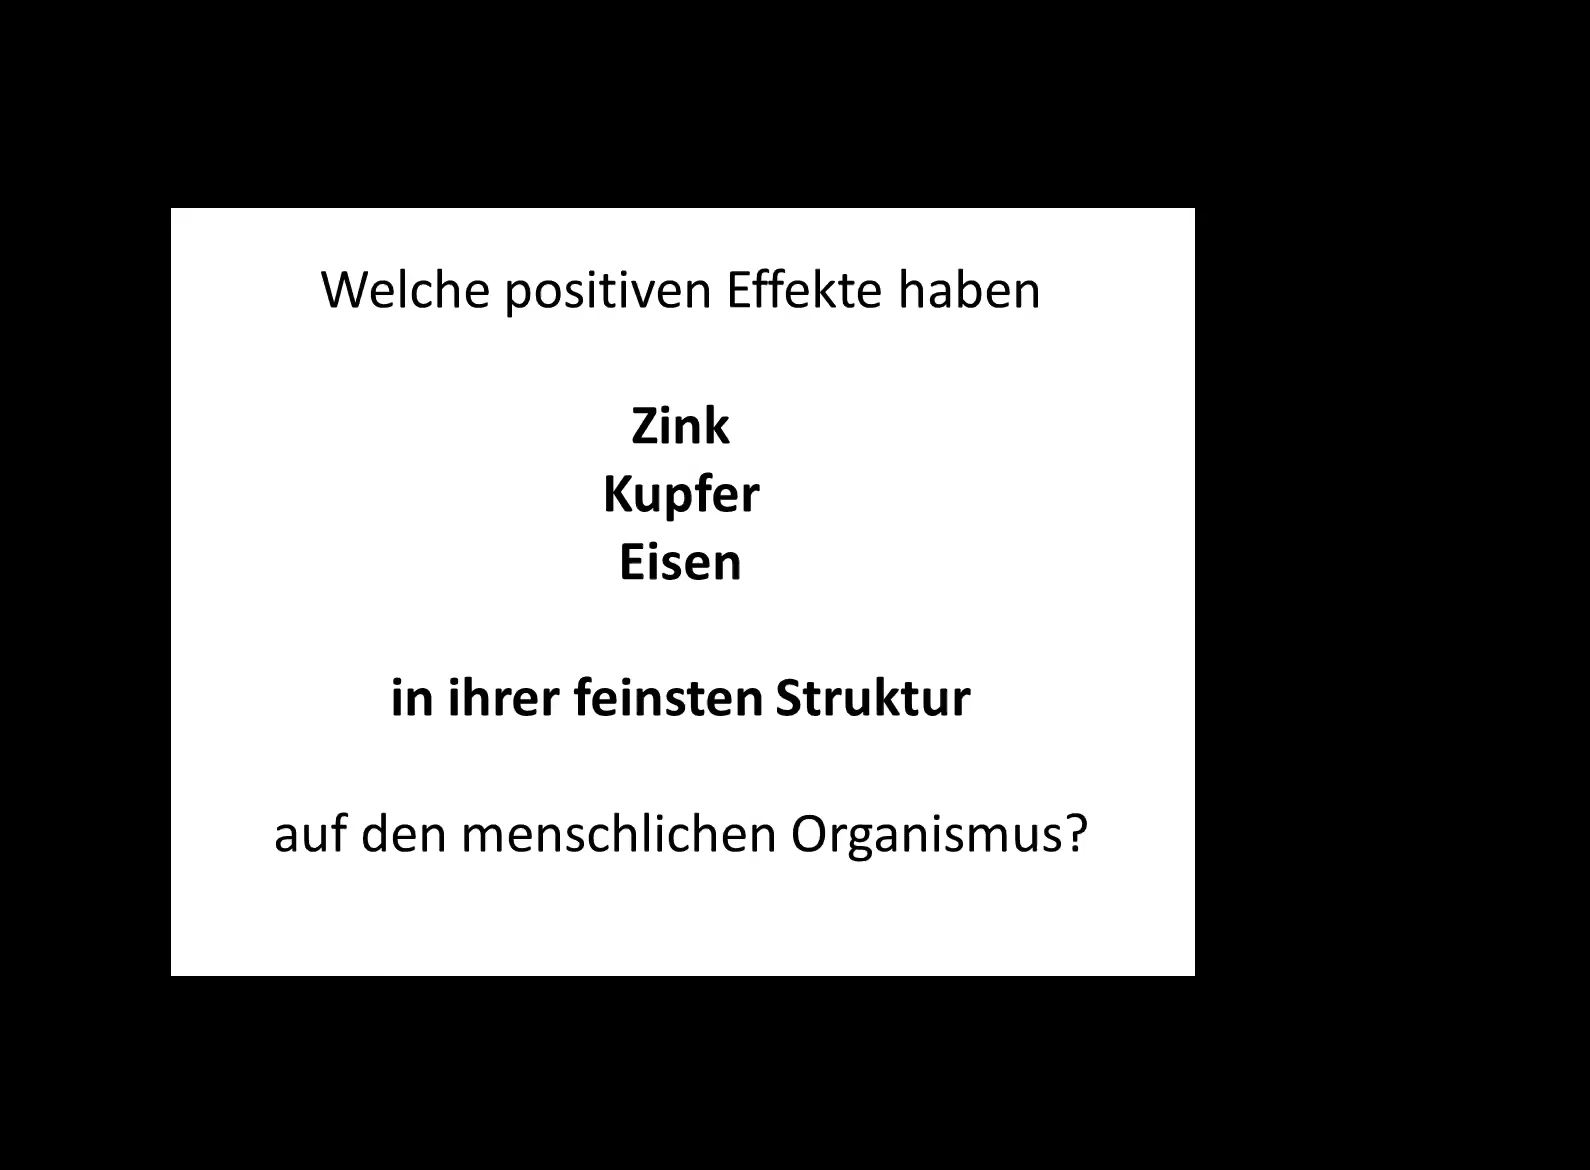 Welche positiven Effekte haben
Zink
Kupfer
Eisen
in ihrer feinsten Struktur
auf den menschlichen Organismus?